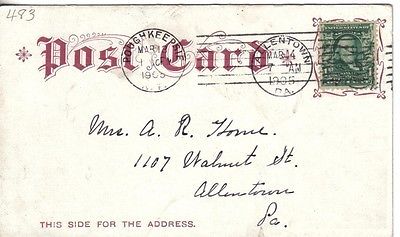 483
Post Card
POUGHKEEPSIE
MAR 13
1905
N.Y.
ALLENTOWN
MAR 14
7 AM
1905
PA.
Mrs. A. R. Horne.
1107 Walnut St.
Allentown
Pa.
THIS SIDE FOR THE ADDRESS.